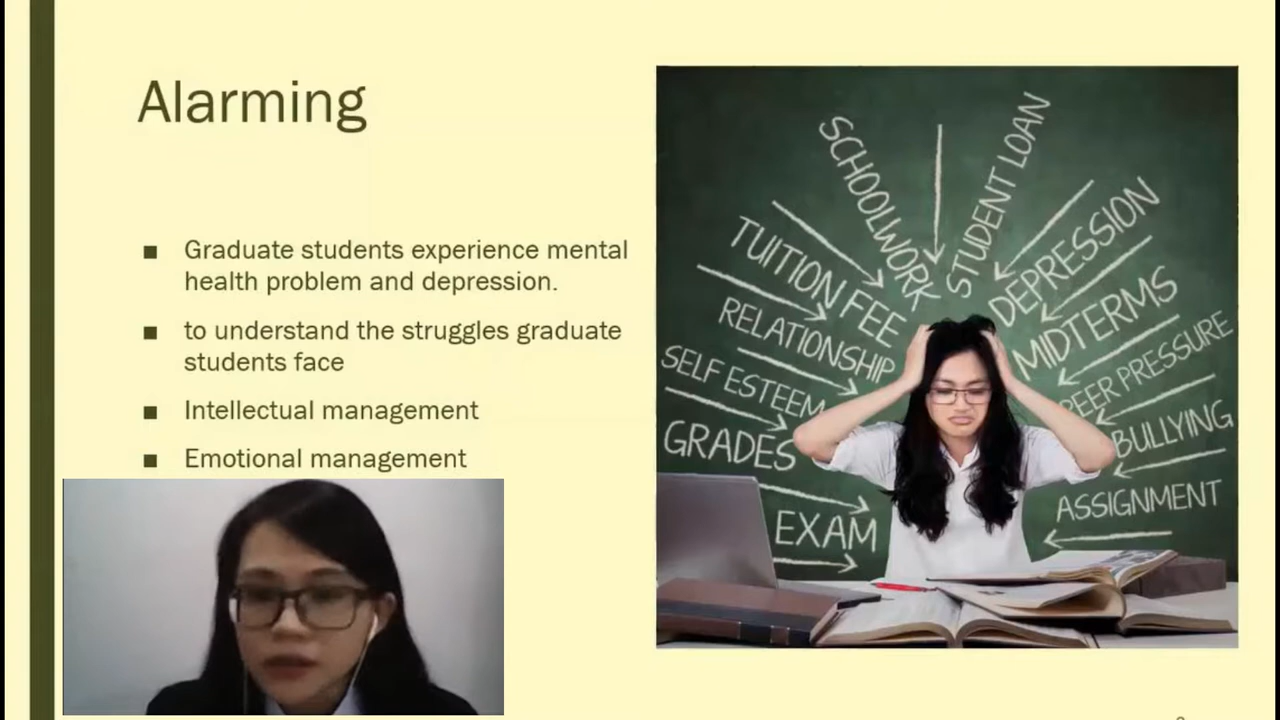 Alarming
Graduate students experience mental
health problem and depression.
to understand the struggles graduate
students face
Intellectual management
Emotional management
SCHOOLWORK
STUDENT LOAN
TUITION FEE
DEPRESSION
RELATIONSHIP
MIDTERMS
SELF ESTEEM
PEER PRESSURE
GRADES
BULLYING
EXAM
ASSIGNMENT